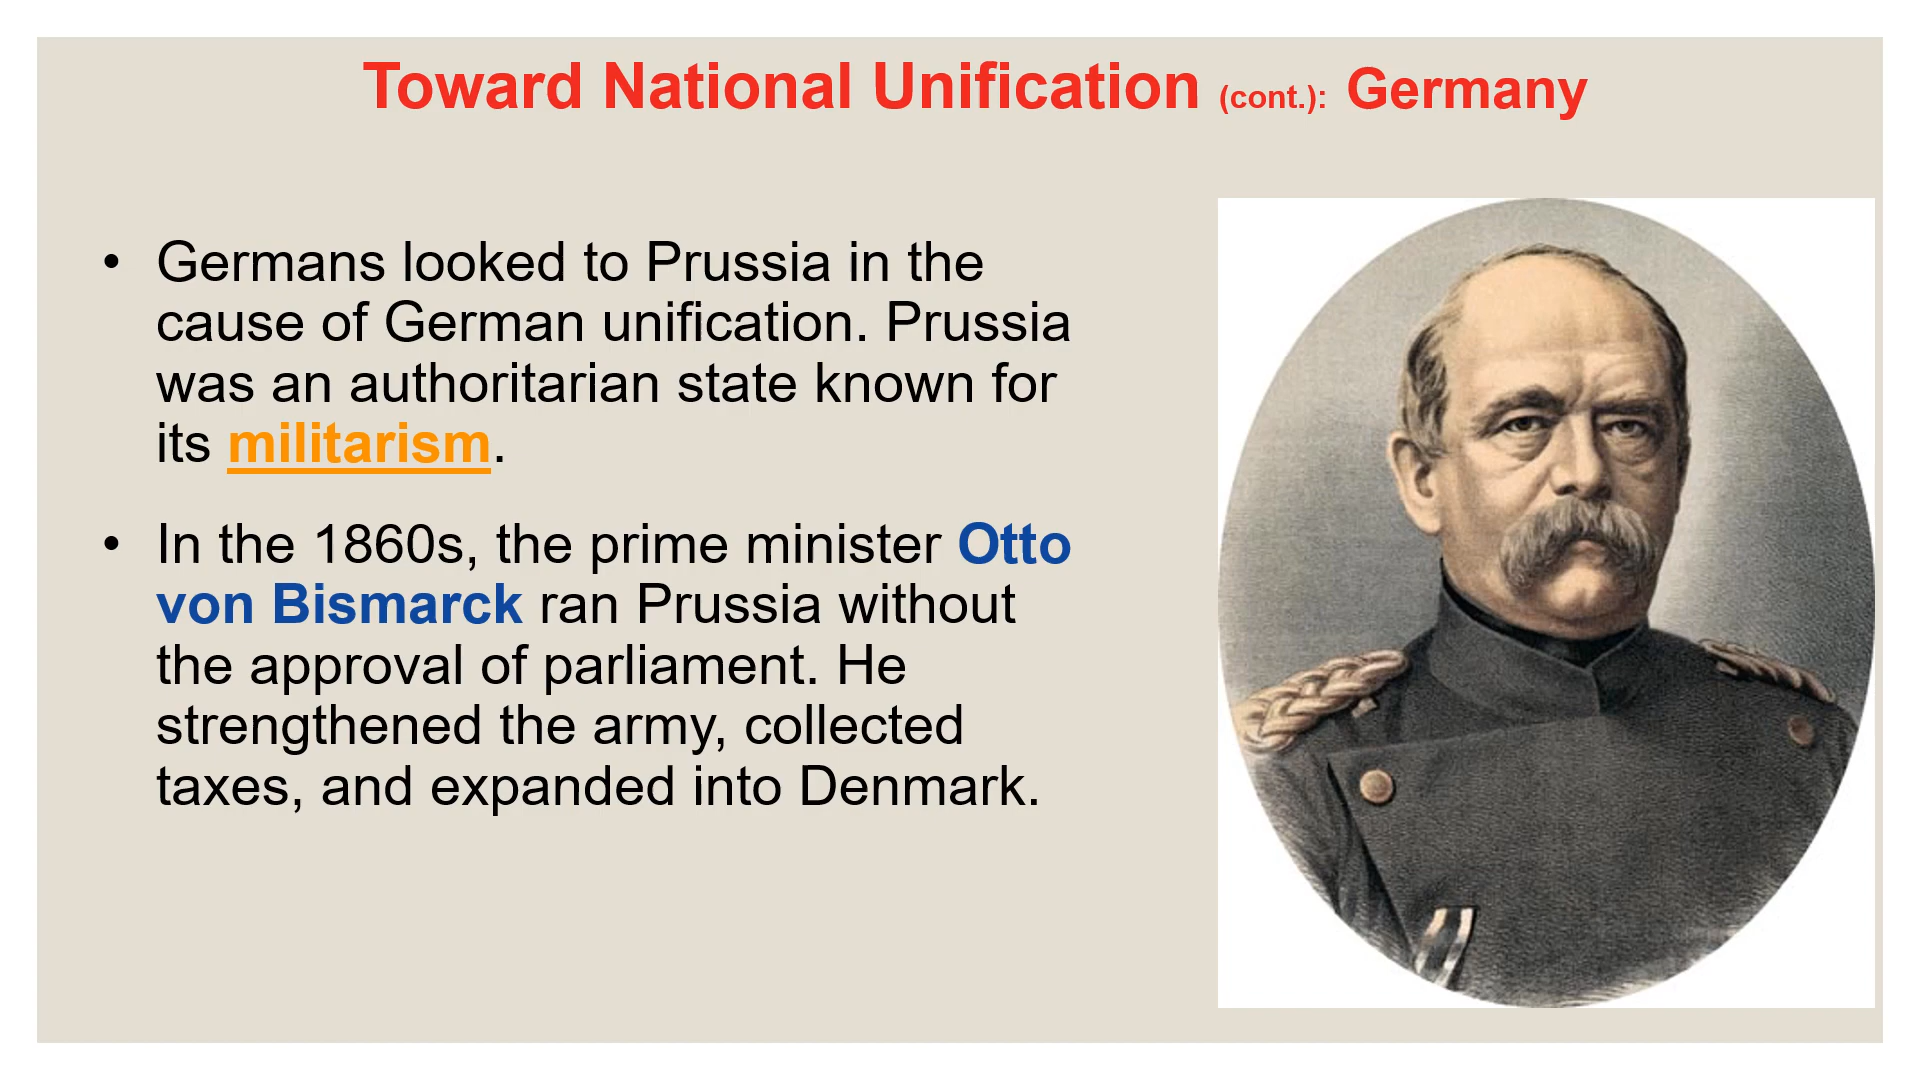 Toward National Unification (cont.): Germany
• Germans looked to Prussia in the
cause of German unification. Prussia
was an authoritarian state known for
its militarism.
• In the 1860s, the prime minister Otto
von Bismarck ran Prussia without
the approval of parliament. He
strengthened the army, collected
taxes, and expanded into Denmark.